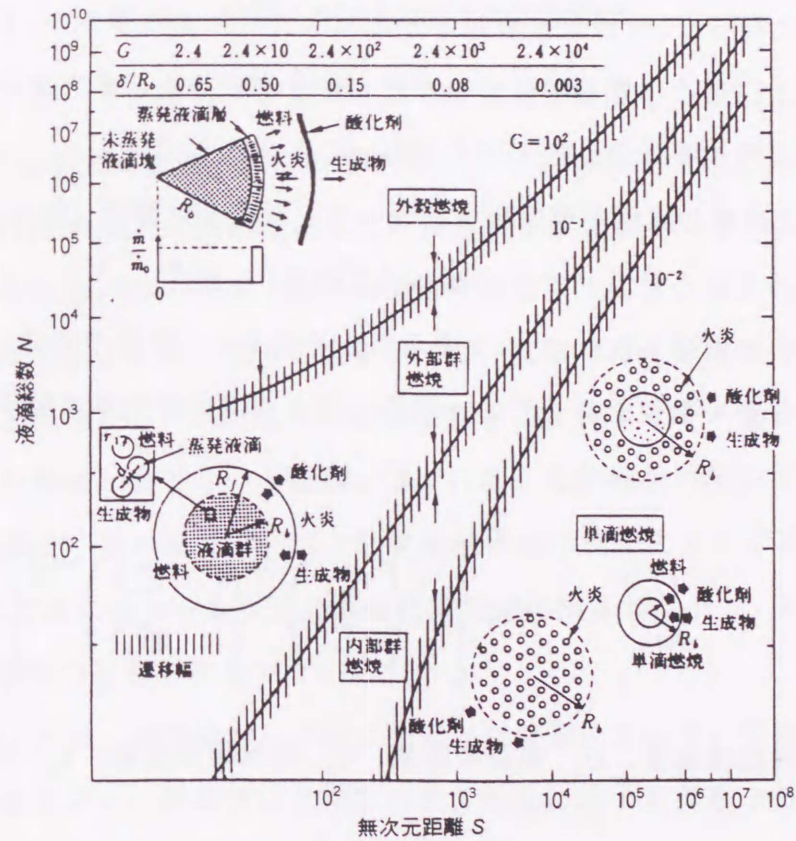 10¹⁰
10⁹
10⁸
10⁷
10⁶
10⁵
10⁴
10³
10²
液滴総数 N
G 2.4 2.4×10 2.4×10² 2.4×10³ 2.4×10⁴
δ/R_b 0.65 0.50 0.15 0.08 0.003
蒸発液滴層
燃料
酸化剤
未蒸発
液滴塊
火炎
生成物
R_b
ṁ/ṁ₀
0
G=10²
外殻燃焼
10⁻¹
10⁻²
外部群
燃焼
火炎
酸化剤
生成物
R_b
燃料
蒸発液滴
生成物
R_f
酸化剤
R_b
火炎
液滴群
燃料
生成物
遷移幅
内部群
燃焼
単滴燃焼
燃料
酸化剤
生成物
R_b
単滴燃焼
火炎
R_b
酸化剤
生成物
10² 10³ 10⁴ 10⁵ 10⁶ 10⁷ 10⁸
無次元距離 S